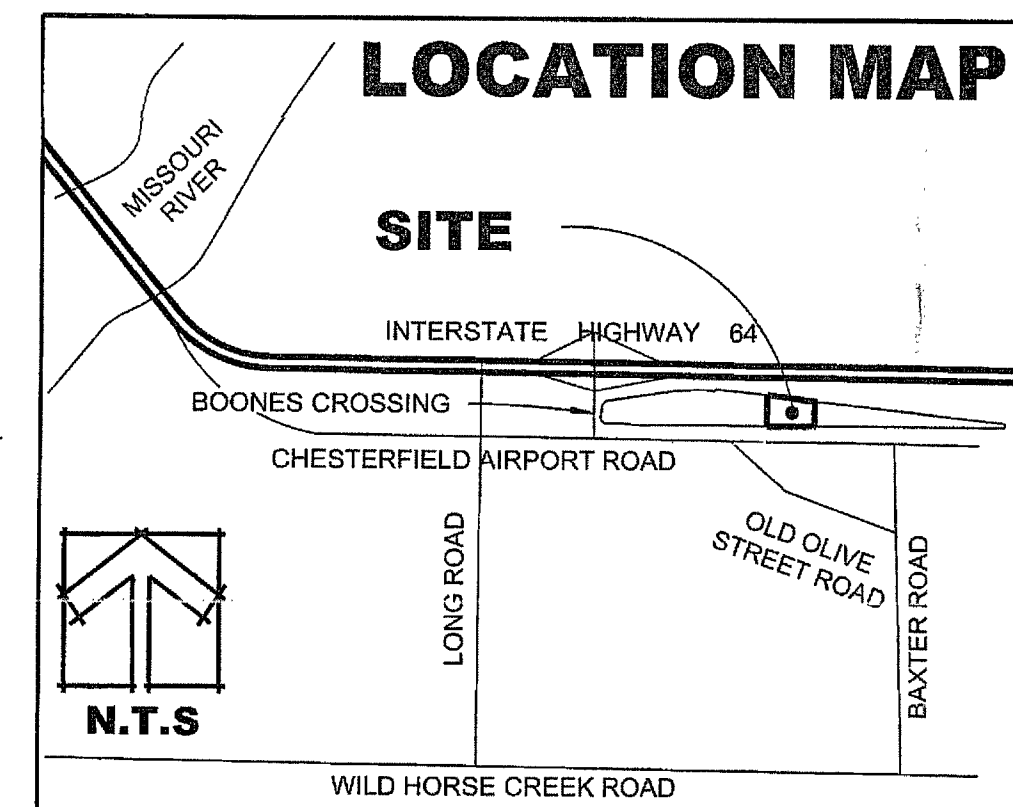 LOCATION MAP
MISSOURI
RIVER
SITE
INTERSTATE HIGHWAY 64
BOONES CROSSING
CHESTERFIELD AIRPORT ROAD
LONG ROAD
OLD OLIVE
STREET ROAD
BAXTER ROAD
N.T.S
WILD HORSE CREEK ROAD